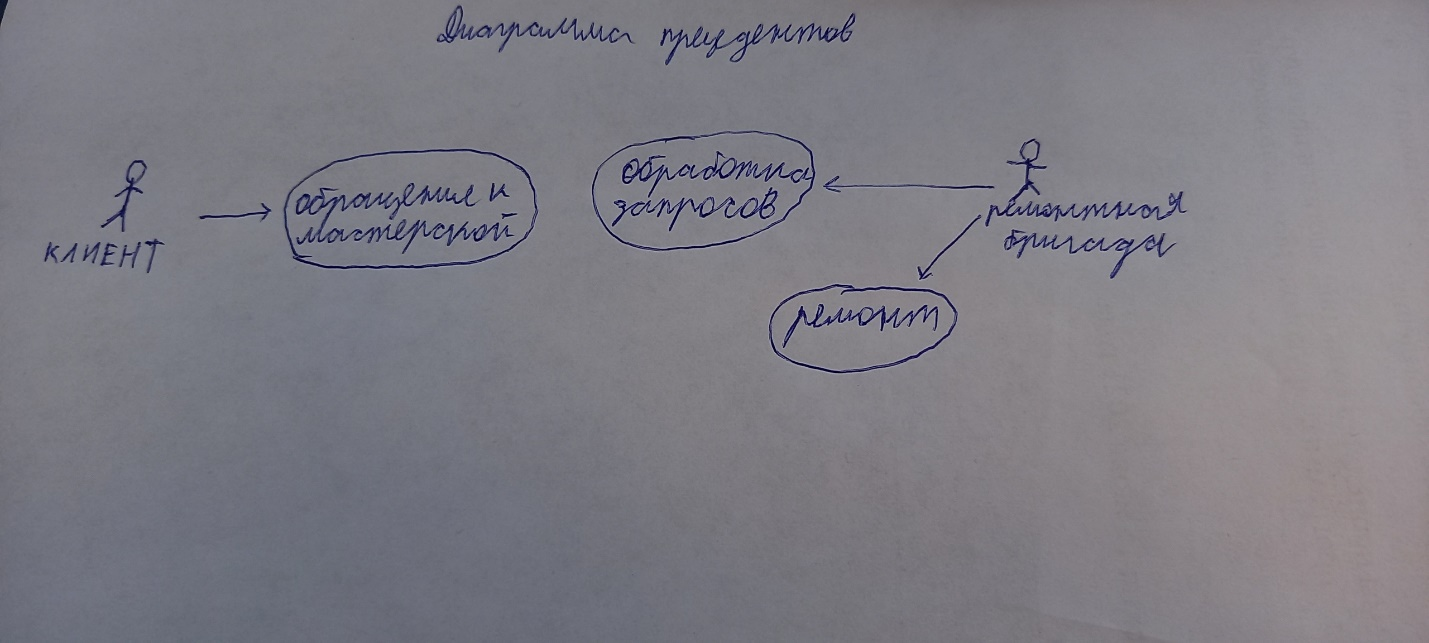 Диаграмма прецедентов
КЛИЕНТ
обращение к
мастерской
обработка
запросов
ремонтная
бригада
ремонт